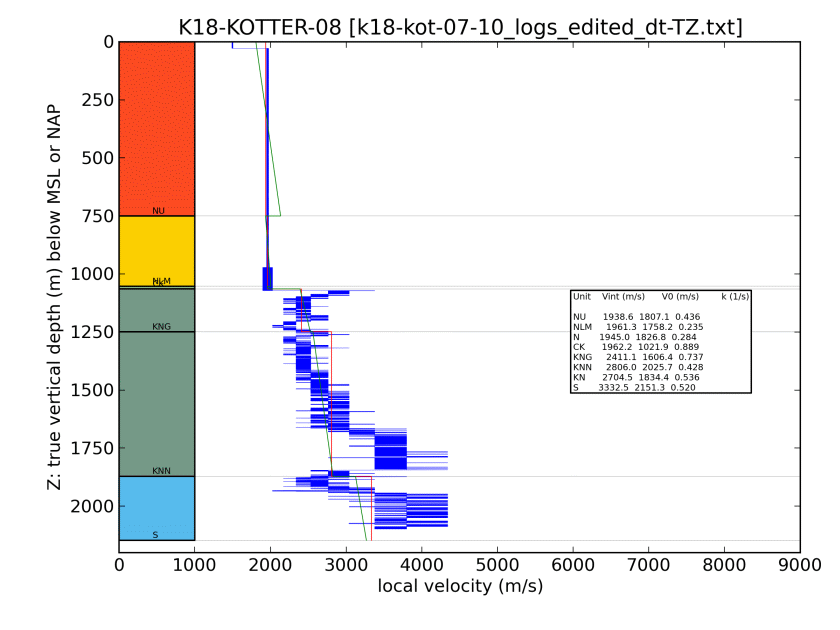 K18-KOTTER-08 [k18-kot-07-10_logs_edited_dt-TZ.txt]
Z: true vertical depth (m) below MSL or NAP
0
250
500
750
1000
1250
1500
1750
2000
NU
NLM
CK
KNG
KNN
S
Unit Vint (m/s) V0 (m/s) k (1/s)
NU 1938.6 1807.1 0.436
NLM 1961.3 1758.2 0.235
N 1945.0 1826.8 0.284
CK 1962.2 1021.9 0.889
KNG 2411.1 1606.4 0.737
KNN 2806.0 2025.7 0.428
KN 2704.5 1834.4 0.536
S 3332.5 2151.3 0.520
0 1000 2000 3000 4000 5000 6000 7000 8000 9000
local velocity (m/s)